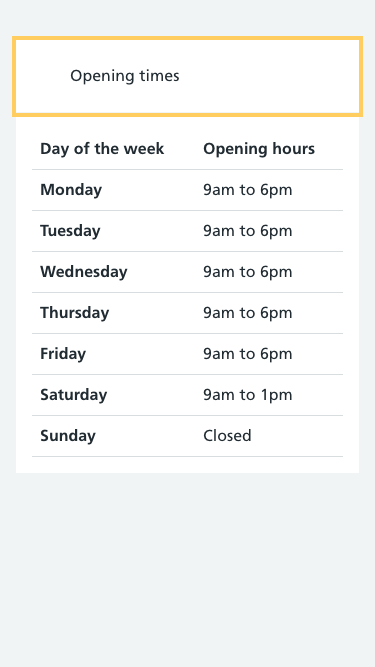 Opening times
Day of the week Opening hours
Monday 9am to 6pm
Tuesday 9am to 6pm
Wednesday 9am to 6pm
Thursday 9am to 6pm
Friday 9am to 6pm
Saturday 9am to 1pm
Sunday Closed